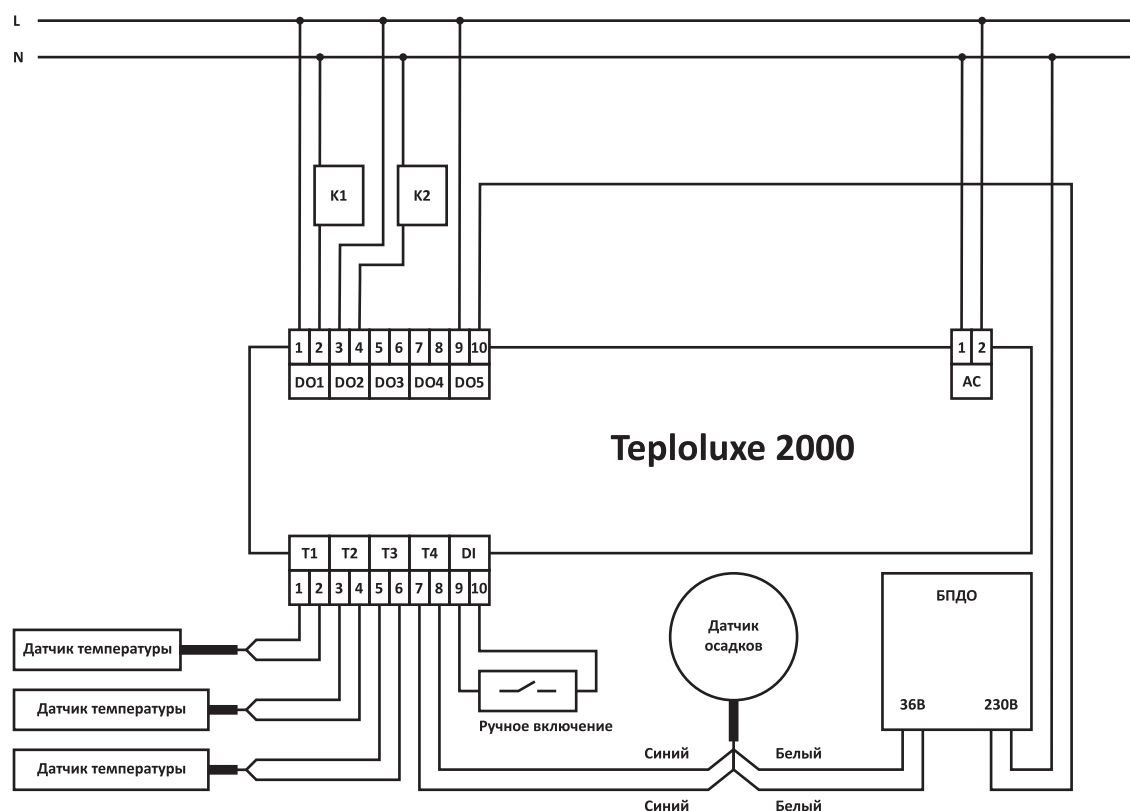 L
N
K1
K2
1 2 3 4 5 6 7 8 9 10
DO1 DO2 DO3 DO4 DO5
1 2
AC
Teploluxe 2000
T1 T2 T3 T4 DI
1 2 3 4 5 6 7 8 9 10
Датчик температуры
Датчик температуры
Датчик температуры
Ручное включение
Датчик
осадков
БПДО
36В 230В
Синий Белый
Синий Белый